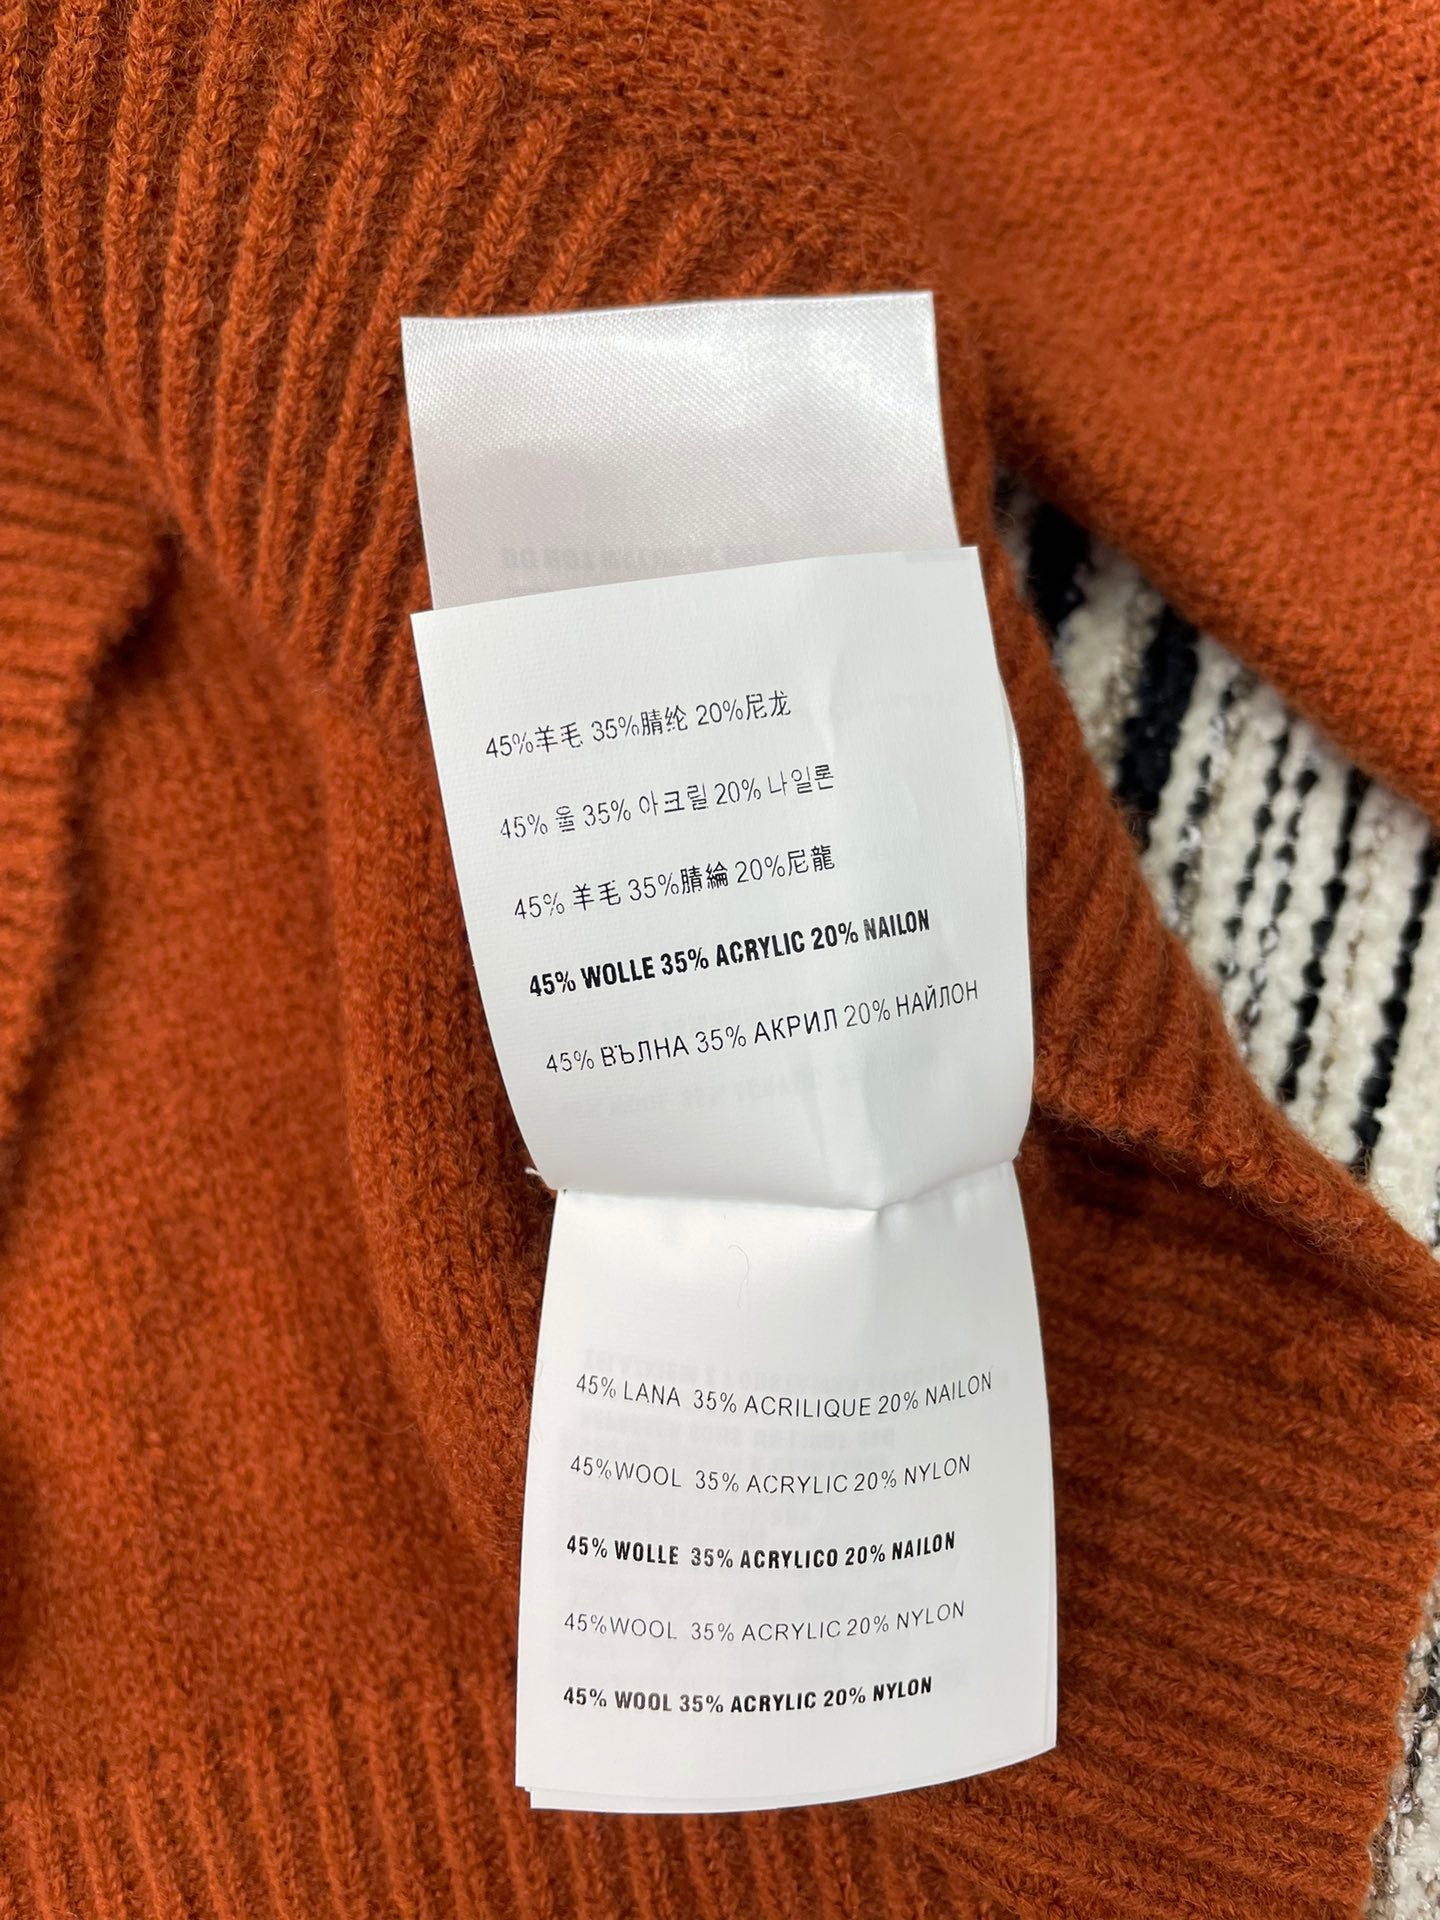 45%羊毛 35%腈纶 20%尼龙
45% 울 35% 아크릴 20% 나일론
45% 羊毛 35%腈綸 20%尼龍
45% WOLLE 35% ACRYLIC 20% NAILON
45% ВЪЛНА 35% АКРИЛ 20% НАЙЛОН
45% LANA 35% ACRILIQUE 20% NAILON
45%WOOL 35% ACRYLIC 20% NYLON
45% WOLLE 35% ACRYLICO 20% NAILON
45%WOOL 35% ACRYLIC 20% NYLON
45% WOOL 35% ACRYLIC 20% NYLON